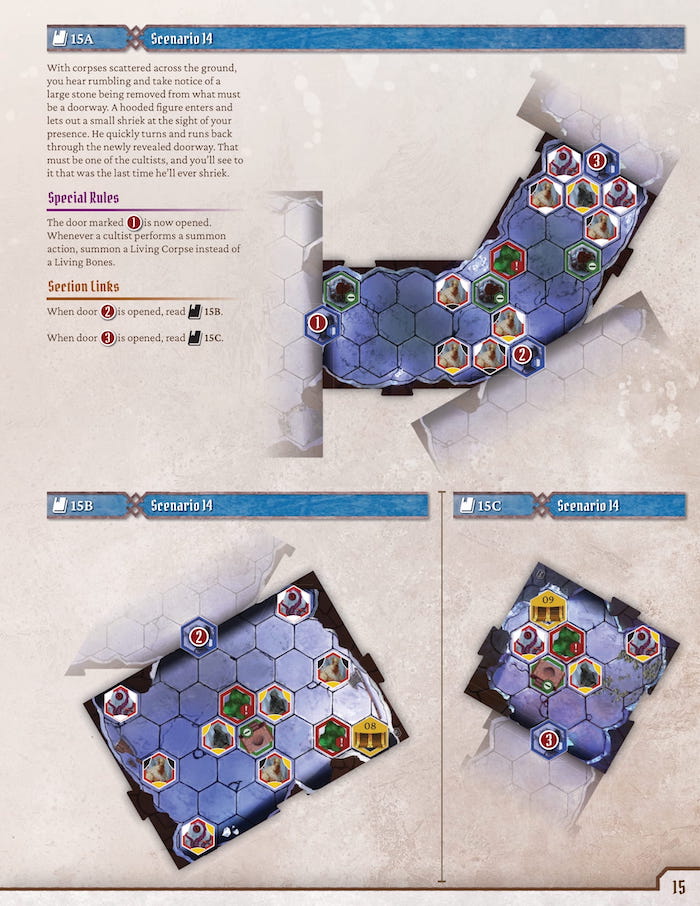 15A
Scenario 14
With corpses scattered across the ground,
you hear rumbling and take notice of a
large stone being removed from what must
be a doorway. A hooded figure enters and
lets out a small shriek at the sight of your
presence. He quickly turns and runs back
through the newly revealed doorway. That
must be one of the cultists, and you'll see to
it that was the last time he'll ever shriek.
Special Rules
The door marked 1 is now opened.
Whenever a cultist performs a summon
action, summon a Living Corpse instead of
a Living Bones.
Section Links
When door 2 is opened, read 15B.
When door 3 is opened, read 15C.
3
!
1
2
15B
Scenario 14
2
!
!
08
15C
Scenario 14
09
!
3
15